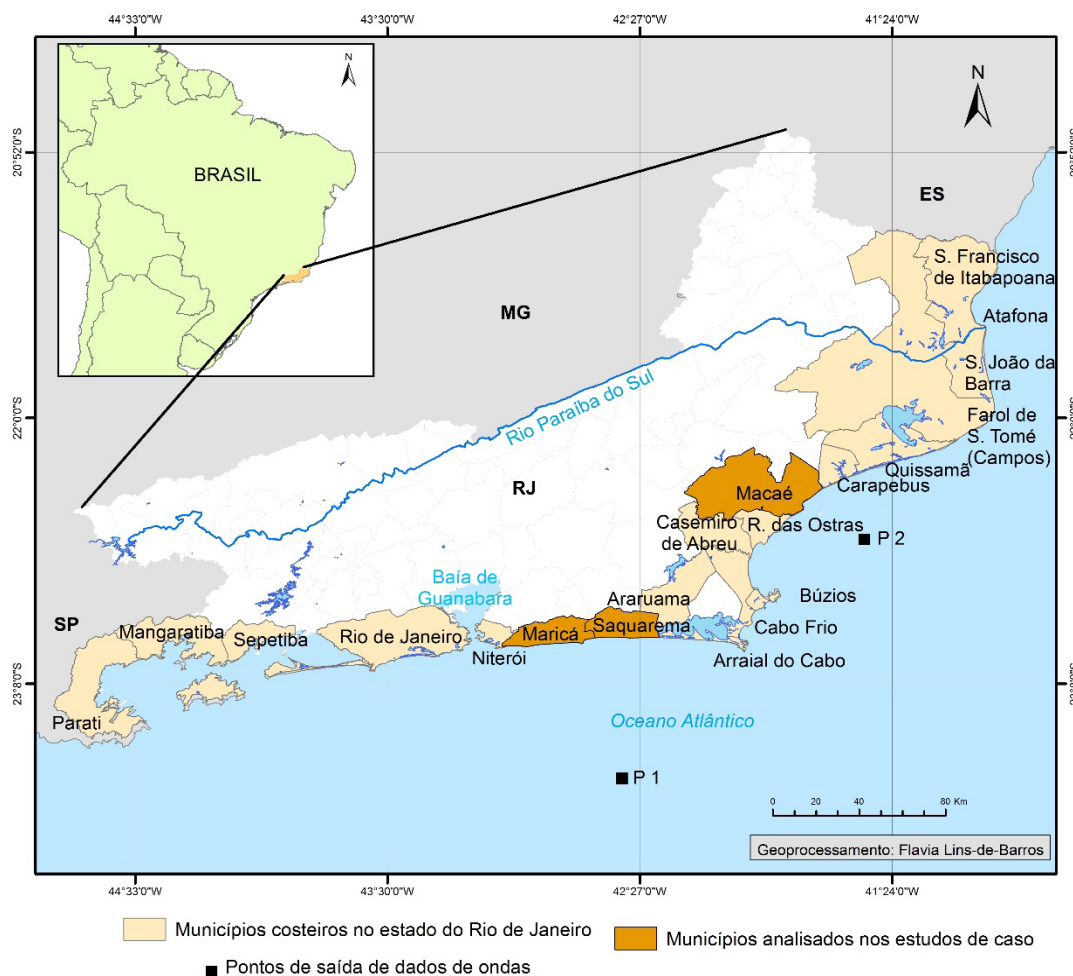 44°33'0"W
43°30'0"W
42°27'0"W
41°24'0"W
N
N
BRASIL
20°52'0"S
ES
S. Francisco
de Itabapoana
MG
Atafona
Rio Paraíba do Sul
S. João da
Barra
22°0'0"S
Farol de
S. Tomé
(Campos)
RJ
Quissamã
Macaé
Carapebus
Casemiro
de Abreu
R. das Ostras
P 2
Baía de
Guanabara
Araruama
Búzios
SP
Mangaratiba
Sepetiba
Rio de Janeiro
Maricá
Saquarema
Cabo Frio
Niterói
Arraial do Cabo
23°8'0"S
Parati
Oceano Atlântico
P 1
0 20 40 60 80 Km
Geoprocessamento: Flavia Lins-de-Barros
44°33'0"W
43°30'0"W
42°27'0"W
41°24'0"W
Municípios costeiros no estado do Rio de Janeiro
Municípios analisados nos estudos de caso
Pontos de saída de dados de ondas